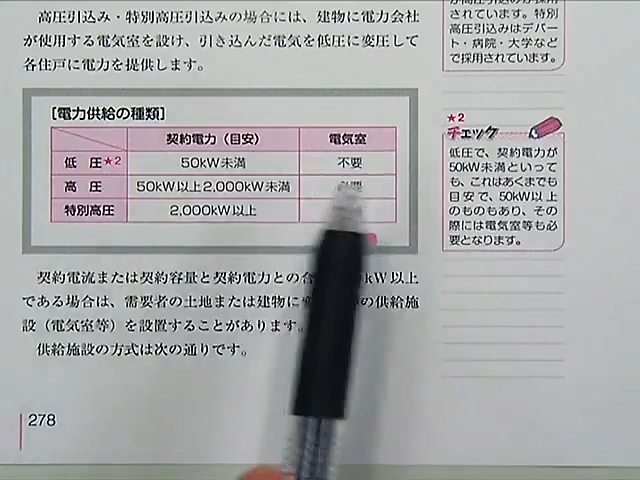 高圧引込み・特別高圧引込みの場合には、建物に電力会社
が使用する電気室を設け、引き込んだ電気を低圧に変圧して
各住戸に電力を提供します。
[電力供給の種類]
契約電力（目安） 電気室
低 圧★2 50kW未満 不要
高 圧 50kW以上2,000kW未満
特別高圧 2,000kW以上
契約電流または契約容量と契約電力との合 kW以上
である場合は、需要者の土地または建物に の供給施
設（電気室等）を設置することがあります。
供給施設の方式は次の通りです。
278
されています。特別
高圧引込みはデパー
ト・病院・大学などで
採用されています。
★2
チェック
低圧で、契約電力が
50kW未満といって
も、これはあくまでも
目安で、50kW以上
のものもあり、その
際には電気室等も必
要となります。